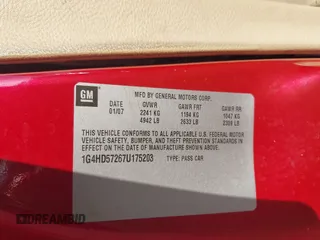 GM
MFD BY GENERAL MOTORS CORP.
DATE GVWR GAWR FRT GAWR RR
01/07 2241 KG 1194 KG 1047 KG
4942 LB 2633 LB 2309 LB
THIS VEHICLE CONFORMS TO ALL APPLICABLE U.S. FEDERAL MOTOR
VEHICLE SAFETY, BUMPER, AND THEFT PREVENTION STANDARDS
IN EFFECT ON THE DATE OF MANUFACTURE SHOWN ABOVE.
1G4HD57267U175203 TYPE: PASS CAR
DREAMBID